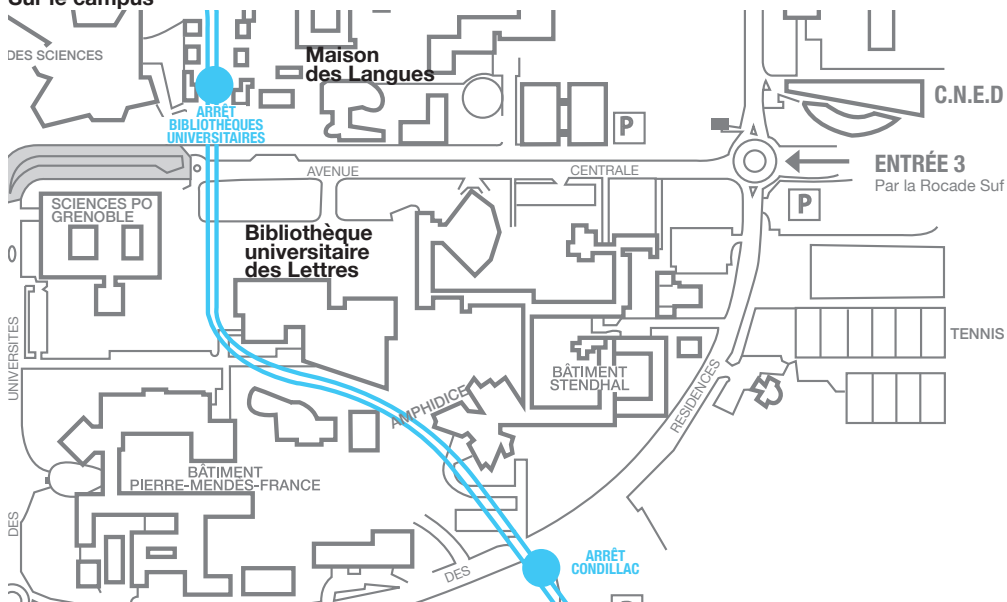 Sur le campus
DES SCIENCES
Maison
des Langues
C.N.E.D
ARRÊT
BIBLIOTHÈQUES
UNIVERSITAIRES
P
AVENUE
CENTRALE
ENTRÉE 3
Par la Rocade Suf
SCIENCES PO
GRENOBLE
P
Bibliothèque
universitaire
des Lettres
UNIVERSITES
TENNIS
BÂTIMENT
STENDHAL
RESIDENCES
AMPHIDICE
BÂTIMENT
PIERRE-MENDÈS-FRANCE
DES
ARRÊT
CONDILLAC
DES